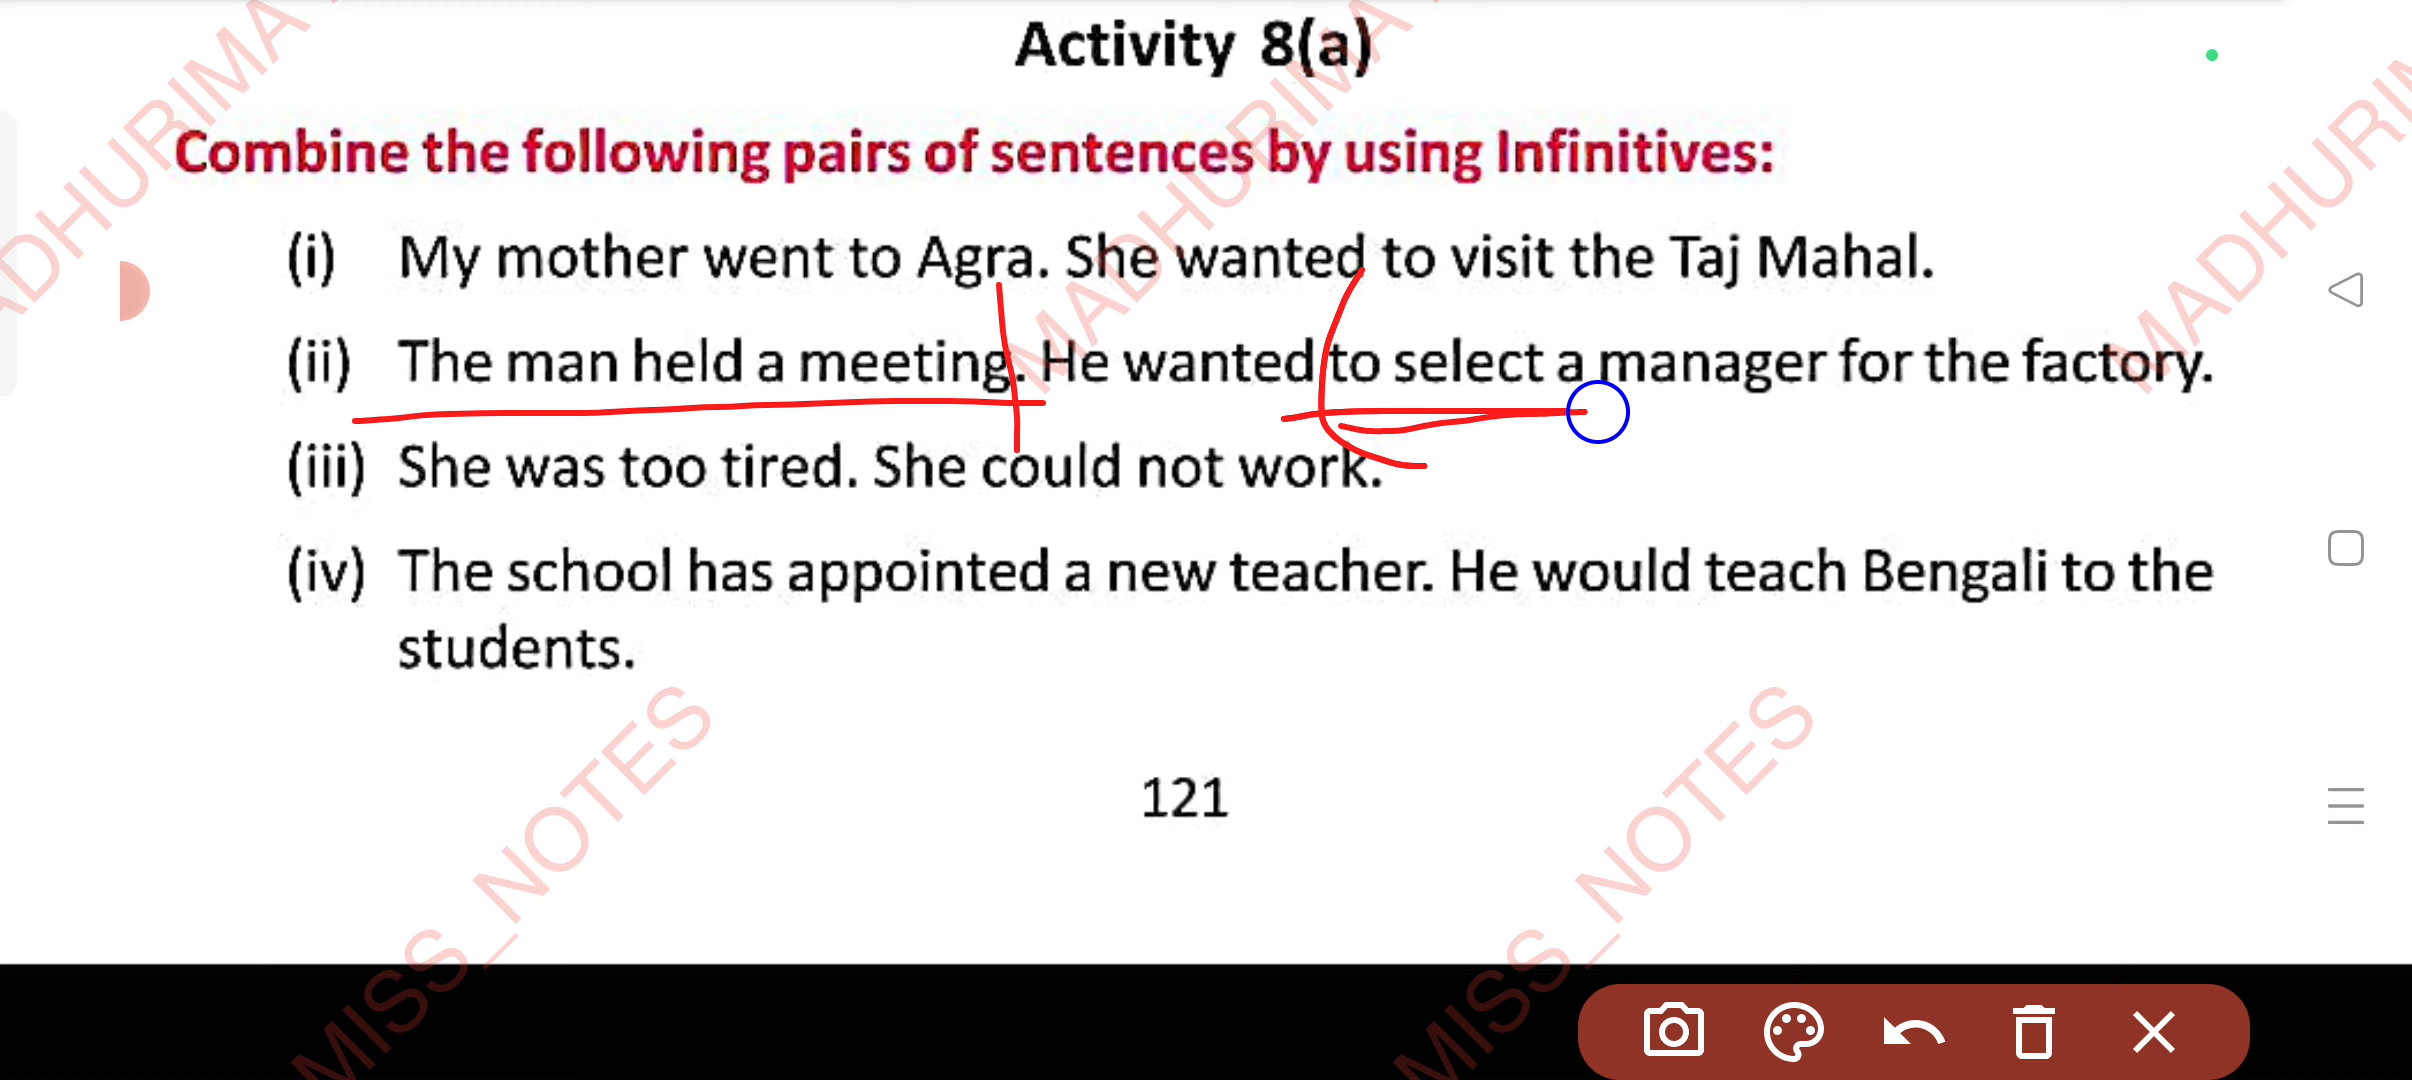 Activity 8(a)
Combine the following pairs of sentences by using Infinitives:
(i) My mother went to Agra. She wanted to visit the Taj Mahal.
(ii) The man held a meeting. He wanted to select a manager for the factory.
(iii) She was too tired. She could not work.
(iv) The school has appointed a new teacher. He would teach Bengali to the
students.
121
MADHURIMA
MADHURIMA
MADHURIM
MISS_NOTES
MISS_NOTES